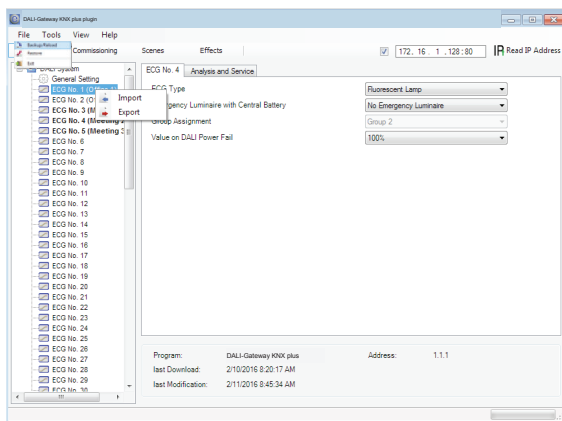 DALI-Gateway KNX plus plugin
File Tools View Help
Backup Reload
Restore
Exit
Commissioning Scenes Effects
172. 16 . 1 .128 :80 IR Read IP Address
DALI System
General Setting
ECG No. 1 (Office 1)
ECG No. 2 (O
ECG No. 3 (M
ECG No. 4 (Meeting 2
ECG No. 5 (Meeting 3
ECG No. 6
ECG No. 7
ECG No. 8
ECG No. 9
ECG No. 10
ECG No. 11
ECG No. 12
ECG No. 13
ECG No. 14
ECG No. 15
ECG No. 16
ECG No. 17
ECG No. 18
ECG No. 19
ECG No. 20
ECG No. 21
ECG No. 22
ECG No. 23
ECG No. 24
ECG No. 25
ECG No. 26
ECG No. 27
ECG No. 28
ECG No. 29
ECG No. 30
Import
Export
ECG No. 4 Analysis and Service
ECG Type Fluorescent Lamp
ergency Luminaire with Central Battery No Emergency Luminaire
Group Assignment Group 2
Value on DALI Power Fail 100%
Program: DALI-Gateway KNX plus Address: 1.1.1
last Download: 2/10/2016 8:20:17 AM
last Modification: 2/11/2016 8:45:34 AM